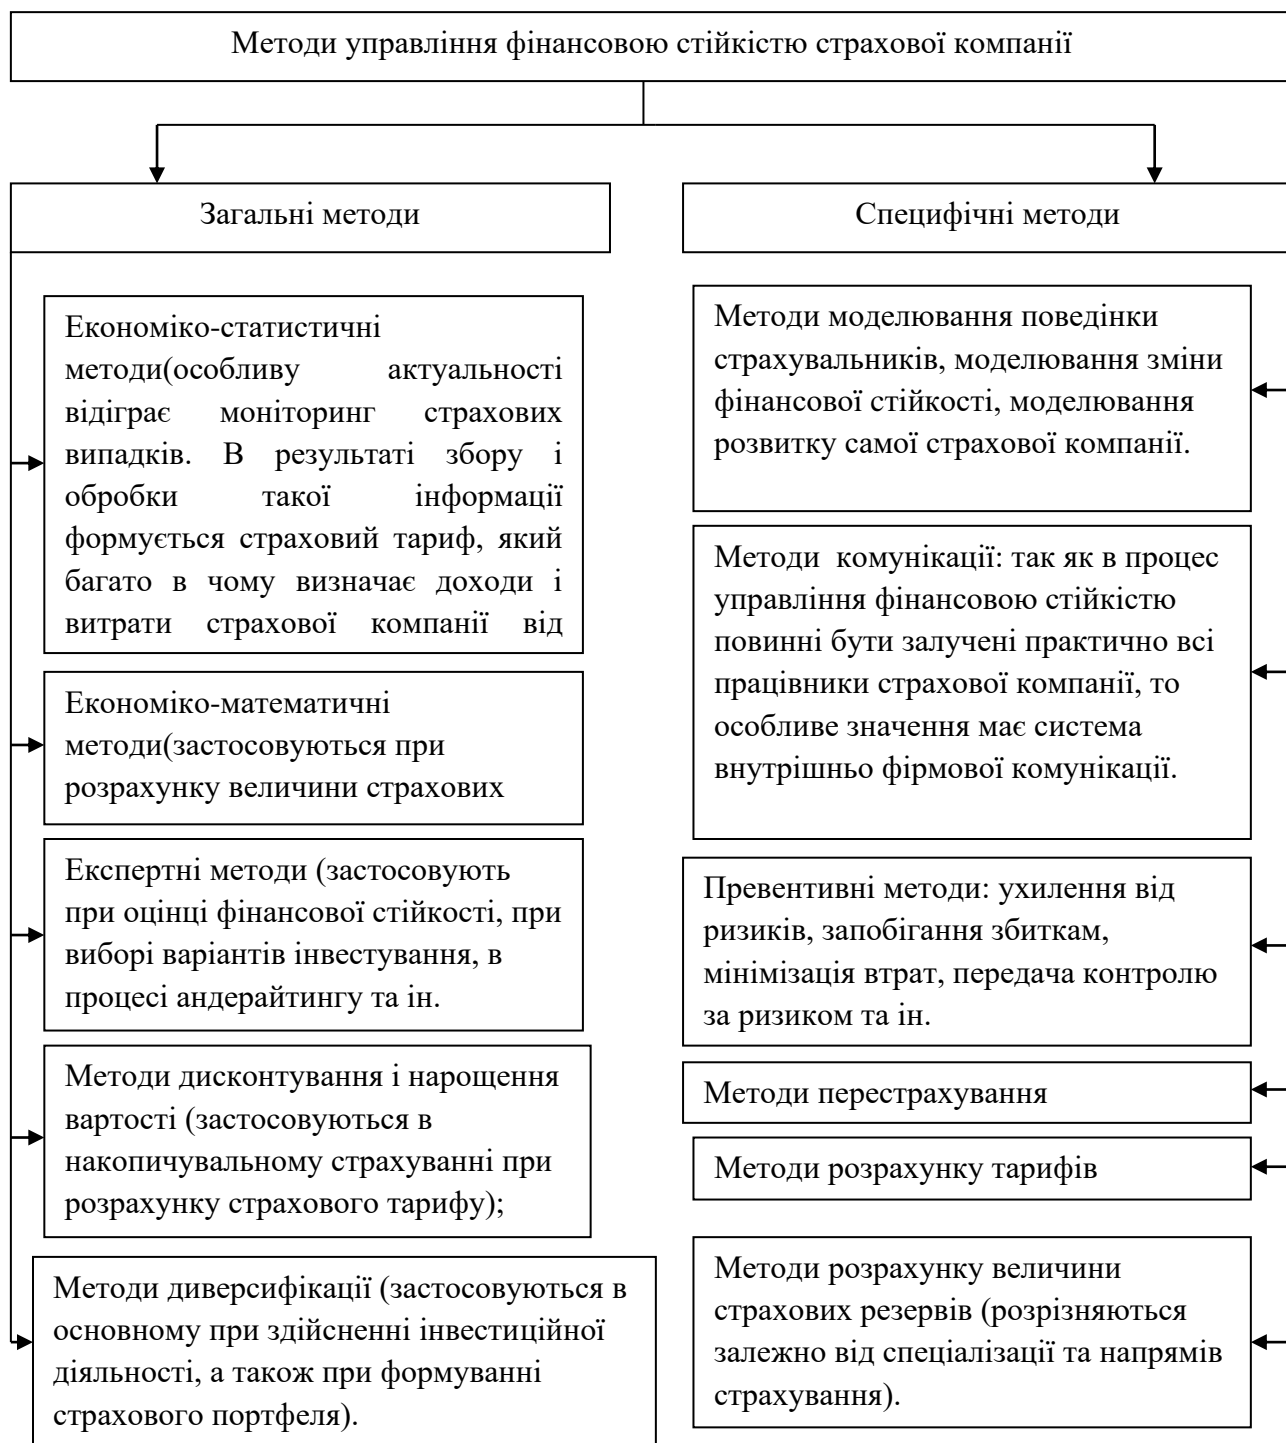 Методи управління фінансовою стійкістю страхової компанії
Загальні методи
Економіко-статистичні
методи(особливу актуальності
відіграє моніторинг страхових
випадків. В результаті збору і
обробки такої інформації
формується страховий тариф, який
багато в чому визначає доходи і
витрати страхової компанії від
Економіко-математичні
методи(застосовуються при
розрахунку величини страхових
Експертні методи (застосовують
при оцінці фінансової стійкості, при
виборі варіантів інвестування, в
процесі андерайтингу та ін.
Методи дисконтування і нарощення
вартості (застосовуються в
накопичувальному страхуванні при
розрахунку страхового тарифу);
Методи диверсифікації (застосовуються в
основному при здійсненні інвестиційної
діяльності, а також при формуванні
страхового портфеля).
Специфічні методи
Методи моделювання поведінки
страхувальників, моделювання зміни
фінансової стійкості, моделювання
розвитку самої страхової компанії.
Методи комунікації: так як в процес
управління фінансовою стійкістю
повинні бути залучені практично всі
працівники страхової компанії, то
особливе значення має система
внутрішньо фірмової комунікації.
Превентивні методи: ухилення від
ризиків, запобігання збиткам,
мінімізація втрат, передача контролю
за ризиком та ін.
Методи перестрахування
Методи розрахунку тарифів
Методи розрахунку величини
страхових резервів (розрізняються
залежно від спеціалізації та напрямів
страхування).